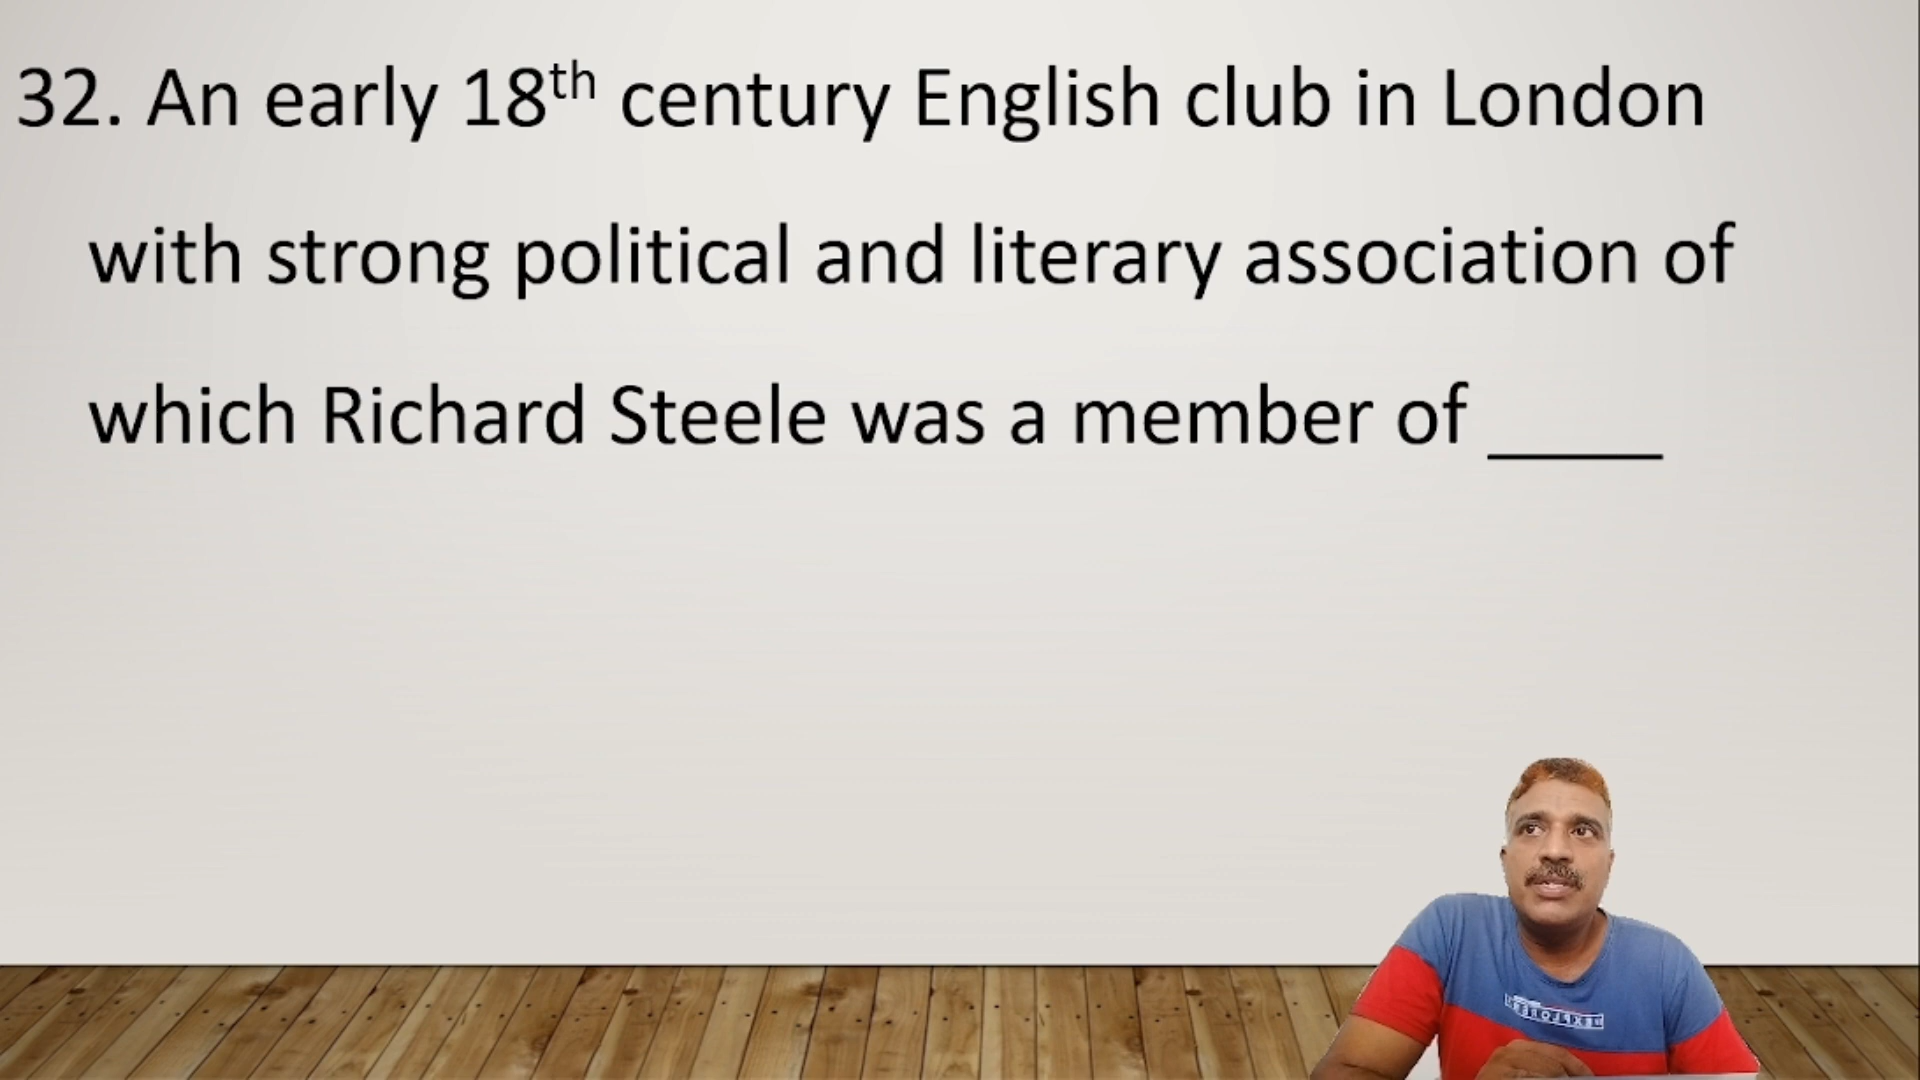 32. An early 18th century English club in London
with strong political and literary association of
which Richard Steele was a member of _____